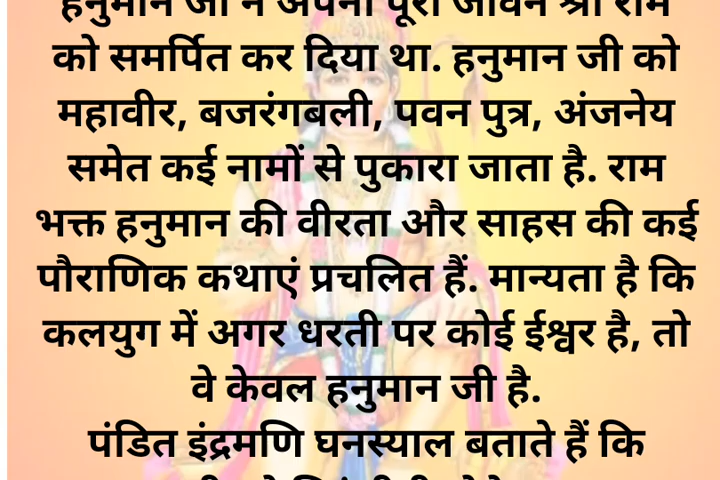 हनुमान जी ने अपना पूरा जीवन श्री राम
को समर्पित कर दिया था. हनुमान जी को
महावीर, बजरंगबली, पवन पुत्र, अंजनेय
समेत कई नामों से पुकारा जाता है. राम
भक्त हनुमान की वीरता और साहस की कई
पौराणिक कथाएं प्रचलित हैं. मान्यता है कि
कलयुग में अगर धरती पर कोई ईश्वर है, तो
वे केवल हनुमान जी है.
पंडित इंद्रमणि घनस्याल बताते हैं कि